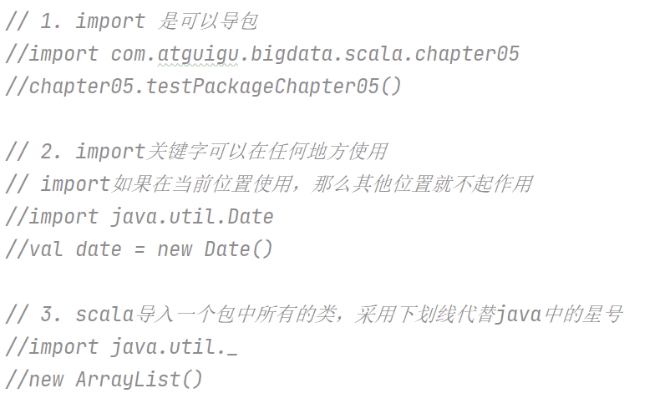 // 1. import 是可以导包
//import com.atguigu.bigdata.scala.chapter05
//chapter05.testPackageChapter05()
// 2. import关键字可以在任何地方使用
// import如果在当前位置使用，那么其他位置就不起作用
//import java.util.Date
//val date = new Date()
// 3. scala导入一个包中所有的类，采用下划线代替java中的星号
//import java.util._
//new ArrayList()